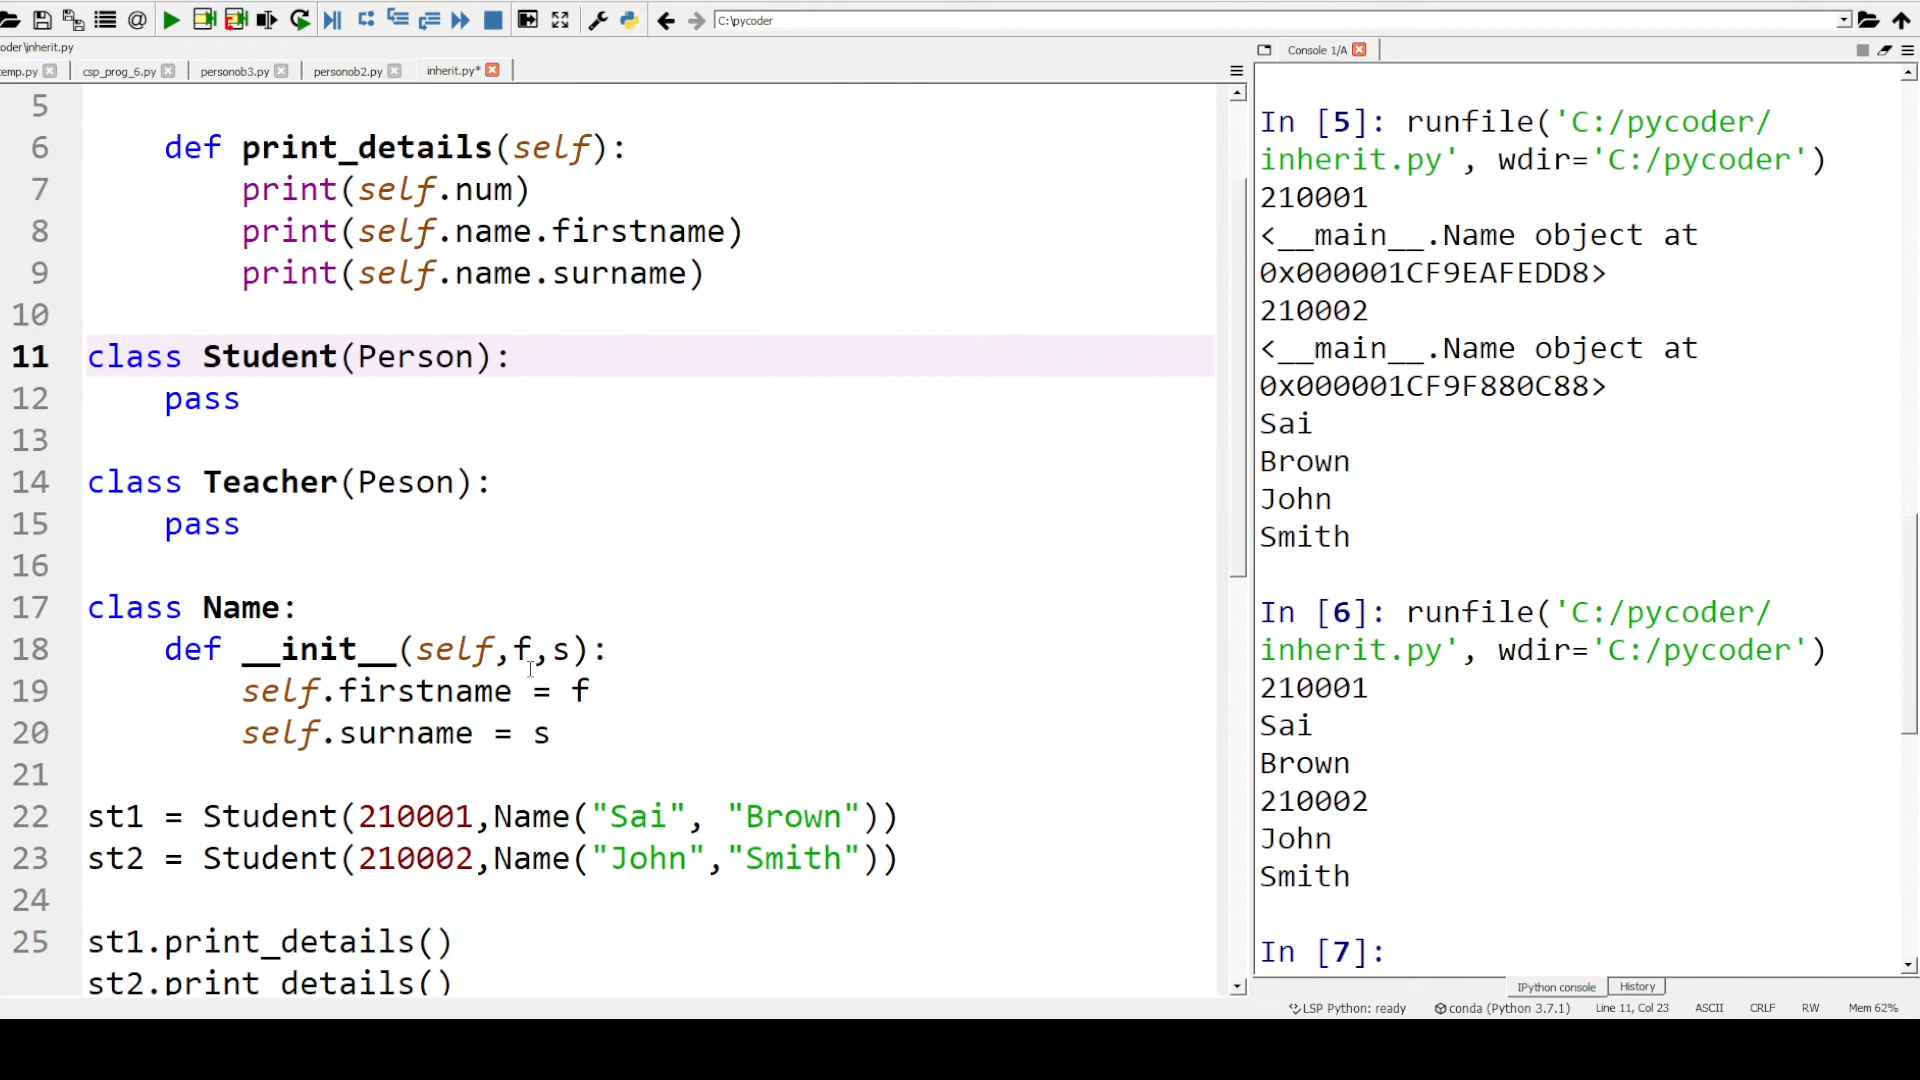 C:\pycoder
oder\inherit.py
temp.py
csp_prog_6.py
personob3.py
personob2.py
inherit.py*
5
6 def print_details(self):
7 print(self.num)
8 print(self.name.firstname)
9 print(self.name.surname)
10
11 class Student(Person):
12 pass
13
14 class Teacher(Peson):
15 pass
16
17 class Name:
18 def __init__(self,f,s):
19 self.firstname = f
20 self.surname = s
21
22 st1 = Student(210001,Name("Sai", "Brown"))
23 st2 = Student(210002,Name("John","Smith"))
24
25 st1.print_details()
st2.print_details()
Console 1/A
In [5]: runfile('C:/pycoder/
inherit.py', wdir='C:/pycoder')
210001
<__main__.Name object at
0x000001CF9EAFEDD8>
210002
<__main__.Name object at
0x000001CF9F880C88>
Sai
Brown
John
Smith
In [6]: runfile('C:/pycoder/
inherit.py', wdir='C:/pycoder')
210001
Sai
Brown
210002
John
Smith
In [7]:
IPython console History
LSP Python: ready conda (Python 3.7.1) Line 11, Col 23 ASCII CRLF RW Mem 62%